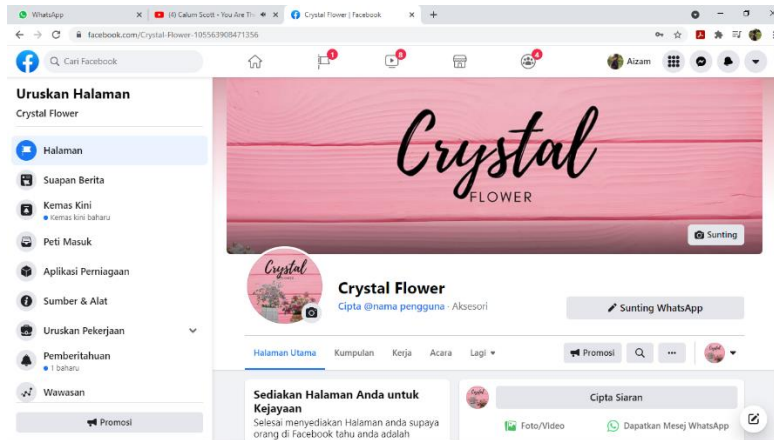 WhatsApp
(4) Calum Scott - You Are The
Crystal Flower | Facebook
facebook.com/Crystal-Flower-105563908471356
Cari Facebook
1
8
4
Aizam
Uruskan Halaman
Crystal Flower
Halaman
Suapan Berita
Kemas Kini
Kemas kini baharu
Peti Masuk
Aplikasi Perniagaan
Sumber & Alat
Uruskan Pekerjaan
Pemberitahuan
1 baharu
Wawasan
Promosi
Crystal
FLOWER
Sunting
Crystal
Crystal Flower
Cipta @nama pengguna · Aksesori
Sunting WhatsApp
Halaman Utama Kumpulan Kerja Acara Lagi
Promosi
Sediakan Halaman Anda untuk
Kejayaan
Selesai menyediakan Halaman anda supaya
orang di Facebook tahu anda adalah
Cipta Siaran
Foto/Video
Dapatkan Mesej WhatsApp